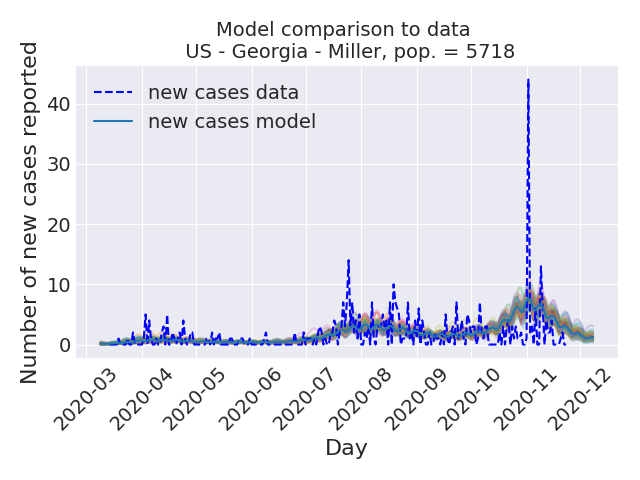 Model comparison to data
US - Georgia - Miller, pop. = 5718
new cases data
new cases model
Number of new cases reported
40
30
20
10
0
2020-03
2020-04
2020-05
2020-06
2020-07
2020-08
2020-09
2020-10
2020-11
2020-12
Day